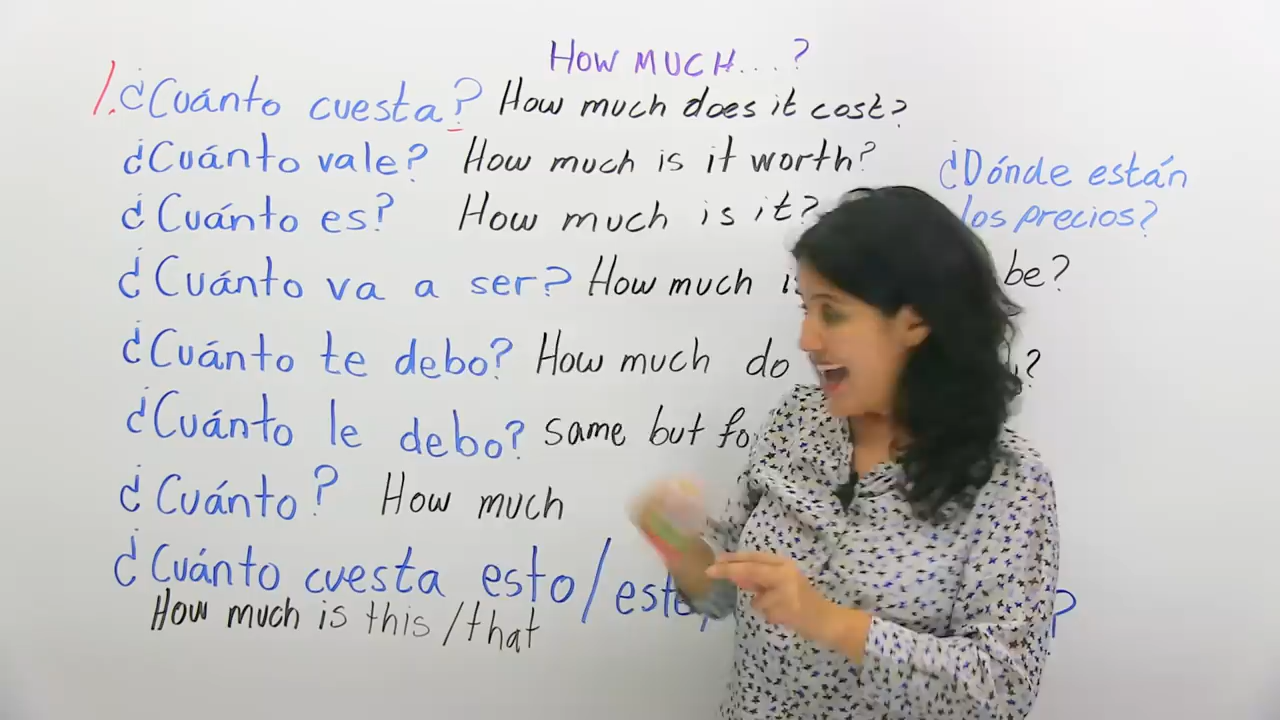 HOW MUCH...?
1. ¿Cuánto cuesta? How much does it cost?
¿Cuánto vale? How much is it worth?
¿Dónde están
los precios?
¿Cuánto es? How much is it?
¿Cuánto va a ser? How much be?
¿Cuánto te debo? How much do
¿Cuánto le debo? same but
¿Cuánto? How much
¿Cuánto cuesta esto/ ?
How much is this/that